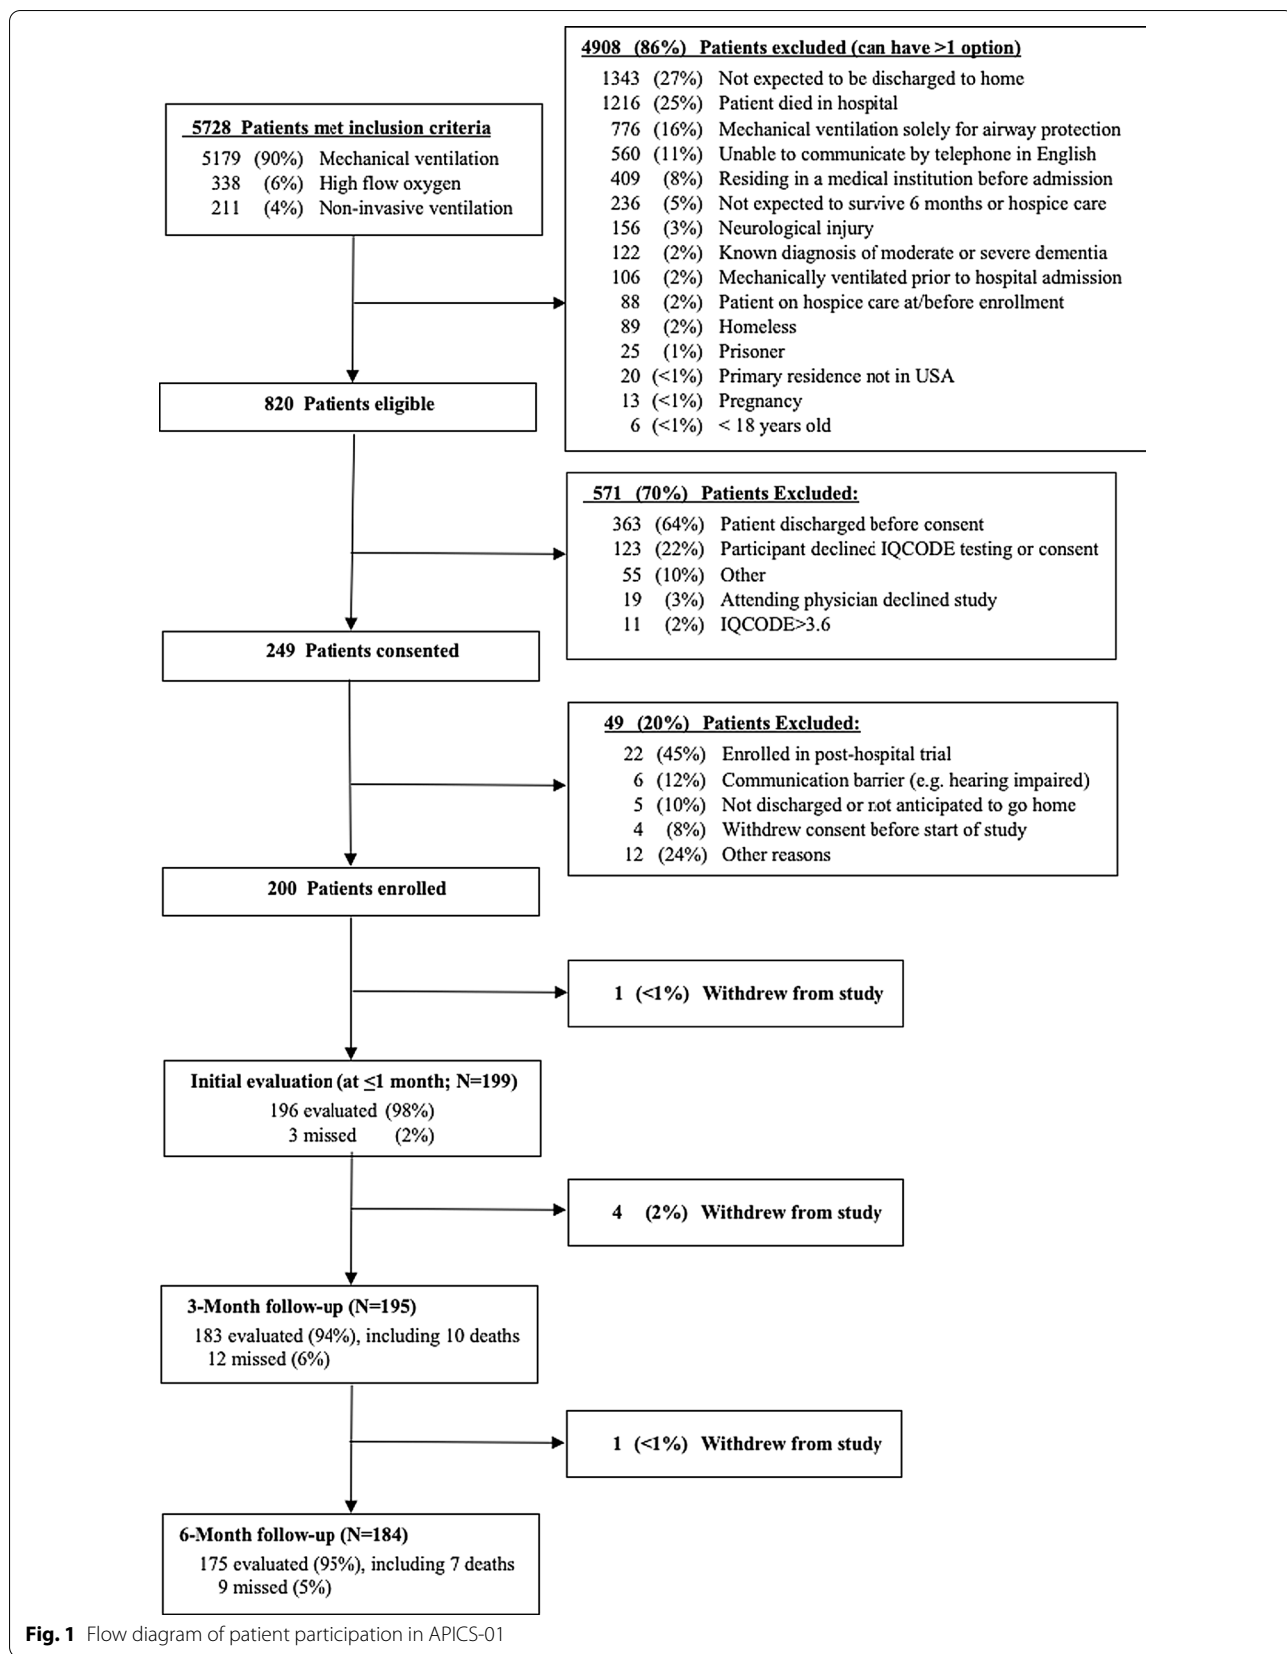 5728 Patients met inclusion criteria
5179 (90%) Mechanical ventilation
338 (6%) High flow oxygen
211 (4%) Non-invasive ventilation
4908 (86%) Patients excluded (can have >1 option)
1343 (27%) Not expected to be discharged to home
1216 (25%) Patient died in hospital
776 (16%) Mechanical ventilation solely for airway protection
560 (11%) Unable to communicate by telephone in English
409 (8%) Residing in a medical institution before admission
236 (5%) Not expected to survive 6 months or hospice care
156 (3%) Neurological injury
122 (2%) Known diagnosis of moderate or severe dementia
106 (2%) Mechanically ventilated prior to hospital admission
88 (2%) Patient on hospice care at/before enrollment
89 (2%) Homeless
25 (1%) Prisoner
20 (<1%) Primary residence not in USA
13 (<1%) Pregnancy
6 (<1%) < 18 years old
820 Patients eligible
571 (70%) Patients Excluded:
363 (64%) Patient discharged before consent
123 (22%) Participant declined IQCODE testing or consent
55 (10%) Other
19 (3%) Attending physician declined study
11 (2%) IQCODE>3.6
249 Patients consented
49 (20%) Patients Excluded:
22 (45%) Enrolled in post-hospital trial
6 (12%) Communication barrier (e.g. hearing impaired)
5 (10%) Not discharged or not anticipated to go home
4 (8%) Withdrew consent before start of study
12 (24%) Other reasons
200 Patients enrolled
1 (<1%) Withdrew from study
Initial evaluation (at ≤1 month; N=199)
196 evaluated (98%)
3 missed (2%)
4 (2%) Withdrew from study
3-Month follow-up (N=195)
183 evaluated (94%), including 10 deaths
12 missed (6%)
1 (<1%) Withdrew from study
6-Month follow-up (N=184)
175 evaluated (95%), including 7 deaths
9 missed (5%)
Fig. 1 Flow diagram of patient participation in APICS-01